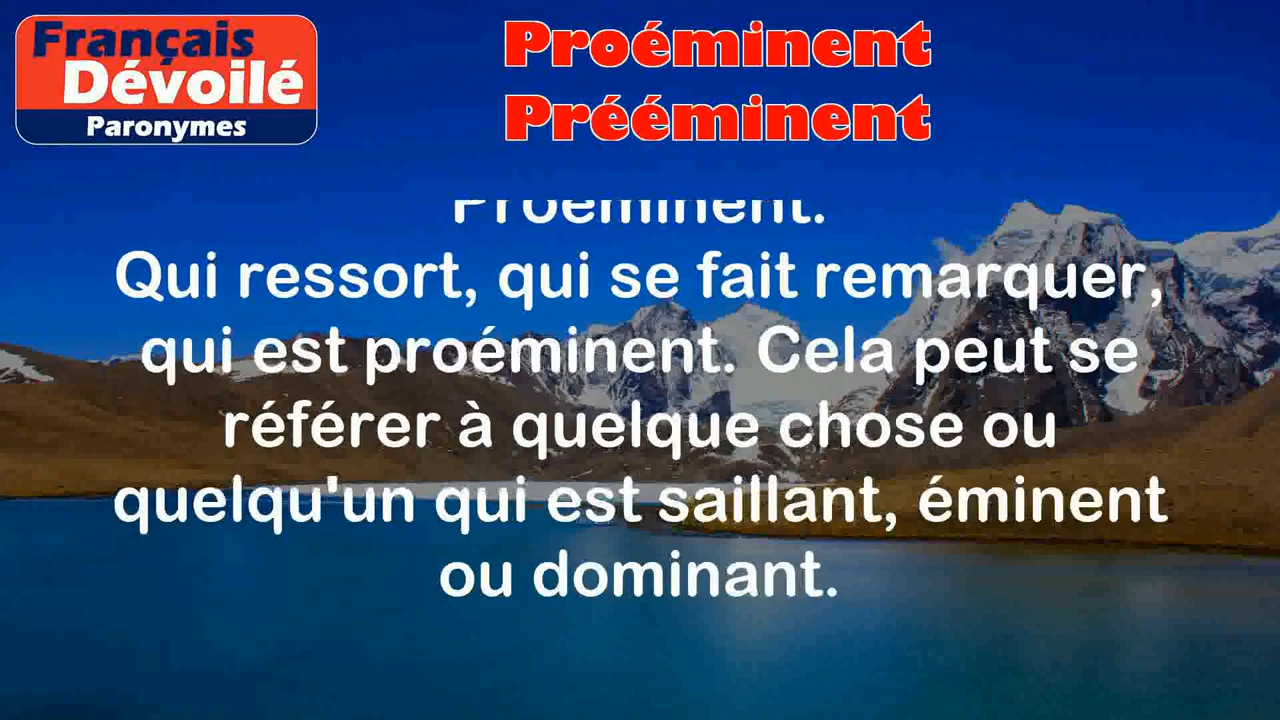 Français
Dévoilé
Paronymes
Proéminent
Prééminent
Proéminent.
Qui ressort, qui se fait remarquer,
qui est proéminent. Cela peut se
référer à quelque chose ou
quelqu'un qui est saillant, éminent
ou dominant.